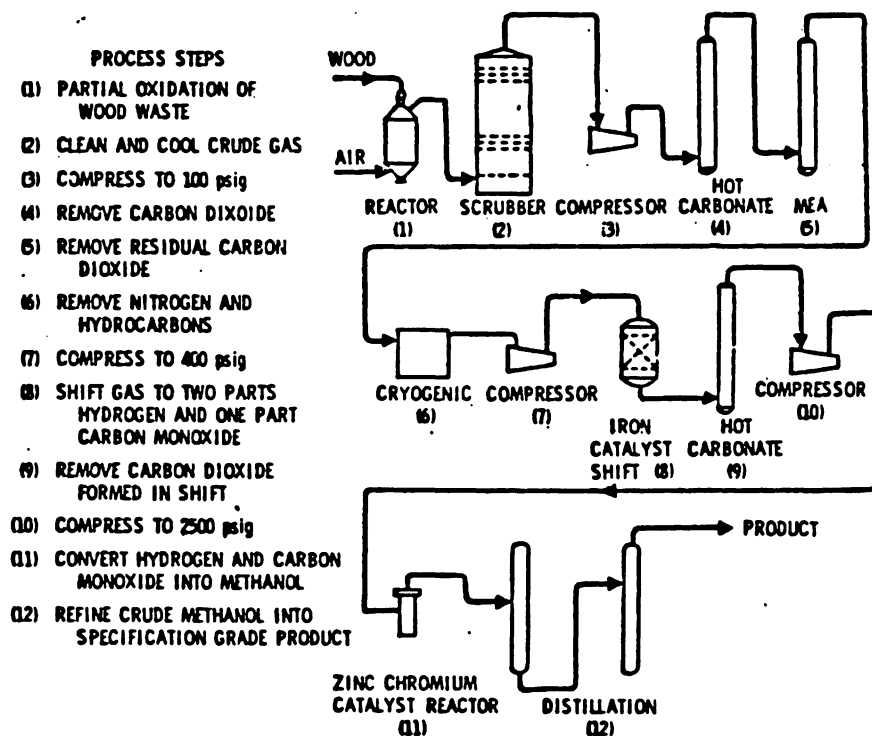 PROCESS STEPS
(1) PARTIAL OXIDATION OF
WOOD WASTE
(2) CLEAN AND COOL CRUDE GAS
(3) COMPRESS TO 100 psig
(4) REMOVE CARBON DIXOIDE
(5) REMOVE RESIDUAL CARBON
DIOXIDE
(6) REMOVE NITROGEN AND
HYDROCARBONS
(7) COMPRESS TO 400 psig
(8) SHIFT GAS TO TWO PARTS
HYDROGEN AND ONE PART
CARBON MONOXIDE
(9) REMOVE CARBON DIOXIDE
FORMED IN SHIFT
(10) COMPRESS TO 2500 psig
(11) CONVERT HYDROGEN AND CARBON
MONOXIDE INTO METHANOL
(12) REFINE CRUDE METHANOL INTO
SPECIFICATION GRADE PRODUCT
WOOD
AIR
REACTOR
(1)
SCRUBBER
(2)
COMPRESSOR
(3)
HOT
CARBONATE
(4)
MEA
(5)
CRYOGENIC
(6)
COMPRESSOR
(7)
IRON
CATALYST
SHIFT (8)
HOT
CARBONATE
(9)
COMPRESSOR
(10)
PRODUCT
ZINC CHROMIUM
CATALYST REACTOR
(11)
DISTILLATION
(12)